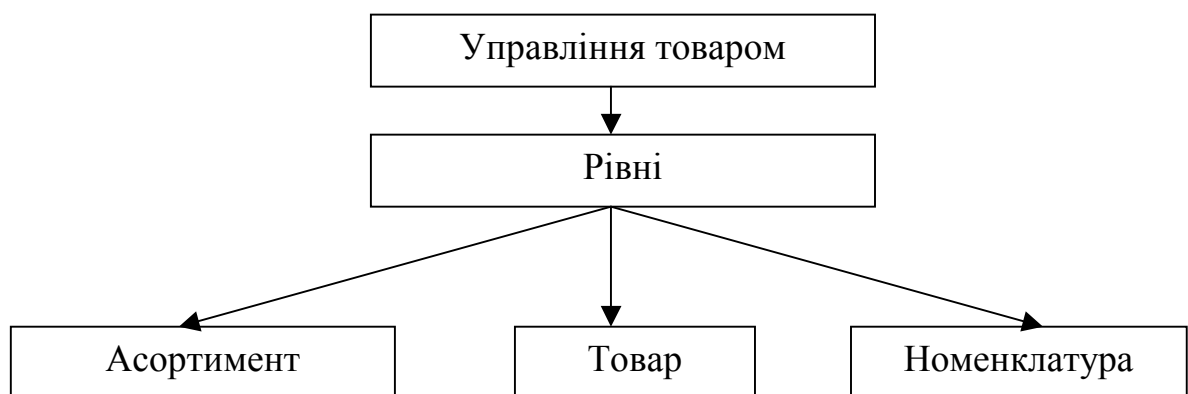 Управління товаром
Рівні
Асортимент
Товар
Номенклатура